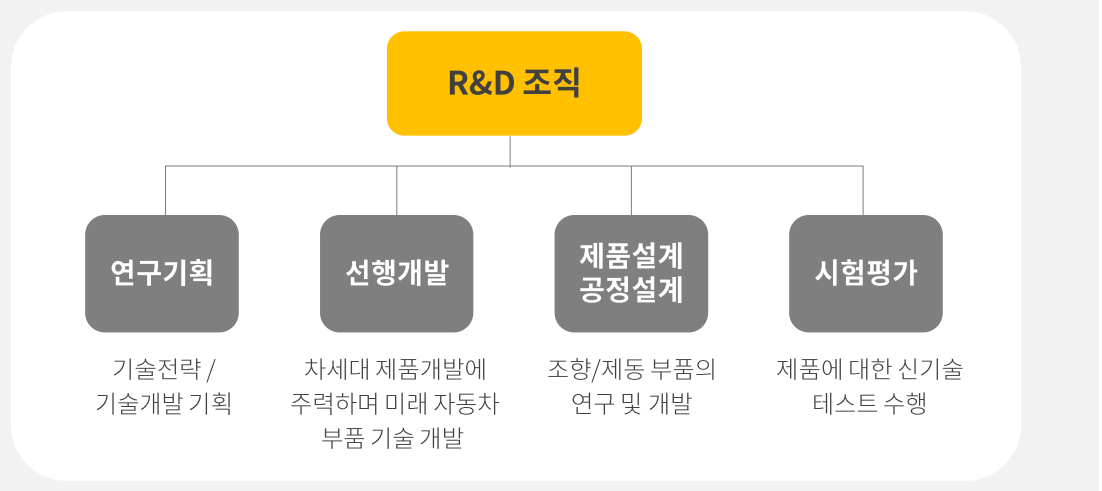 R&D 조직
연구기획
선행개발
제품설계
공정설계
시험평가
기술전략 /
기술개발 기획
차세대 제품개발에
주력하며 미래 자동차
부품 기술 개발
조향/제동 부품의
연구 및 개발
제품에 대한 신기술
테스트 수행